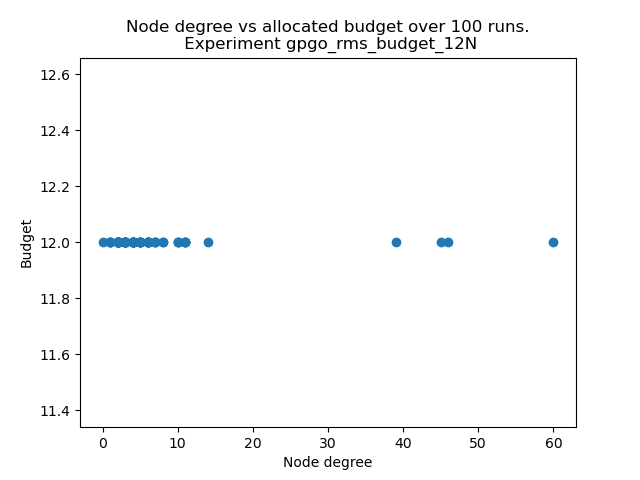 Node degree vs allocated budget over 100 runs.
Experiment gpgo_rms_budget_12N
12.6
12.4
12.2
12.0
11.8
11.6
11.4
Budget
0 10 20 30 40 50 60
Node degree